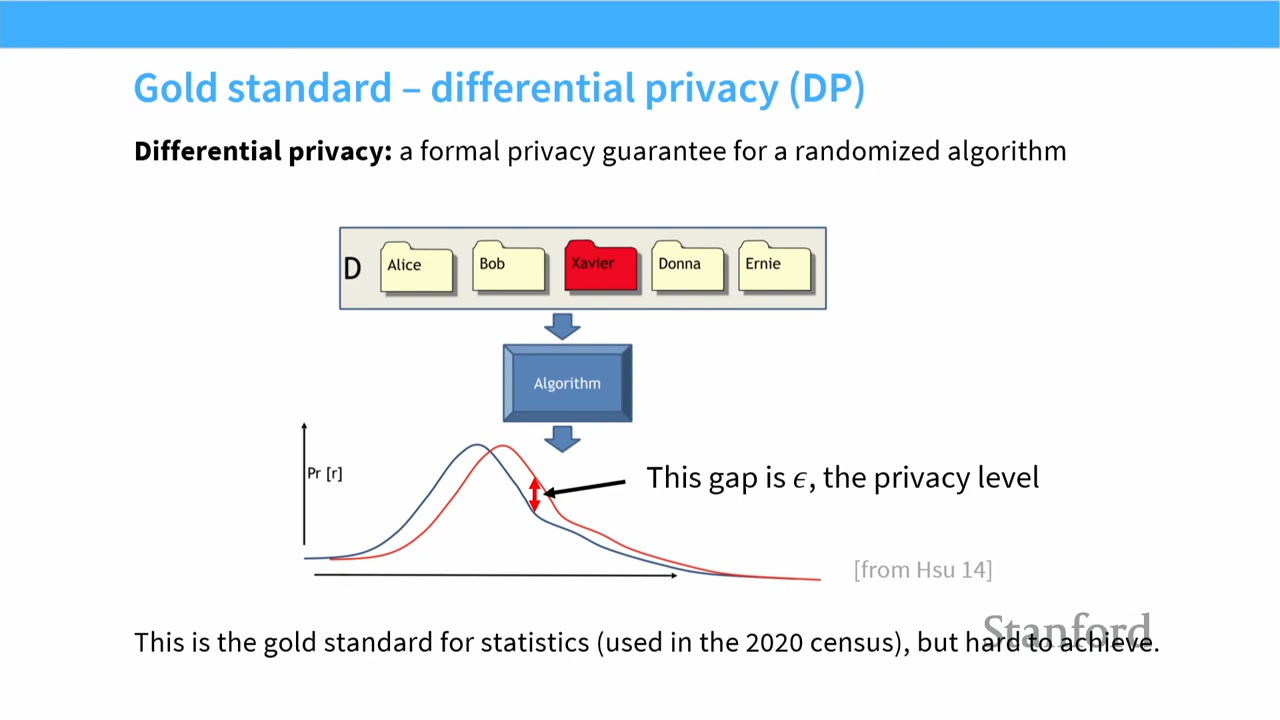 Gold standard – differential privacy (DP)
Differential privacy: a formal privacy guarantee for a randomized algorithm
D Alice Bob Xavier Donna Ernie
Algorithm
Pr [r]
This gap is ϵ, the privacy level
[from Hsu 14]
Stanford
This is the gold standard for statistics (used in the 2020 census), but hard to achieve.